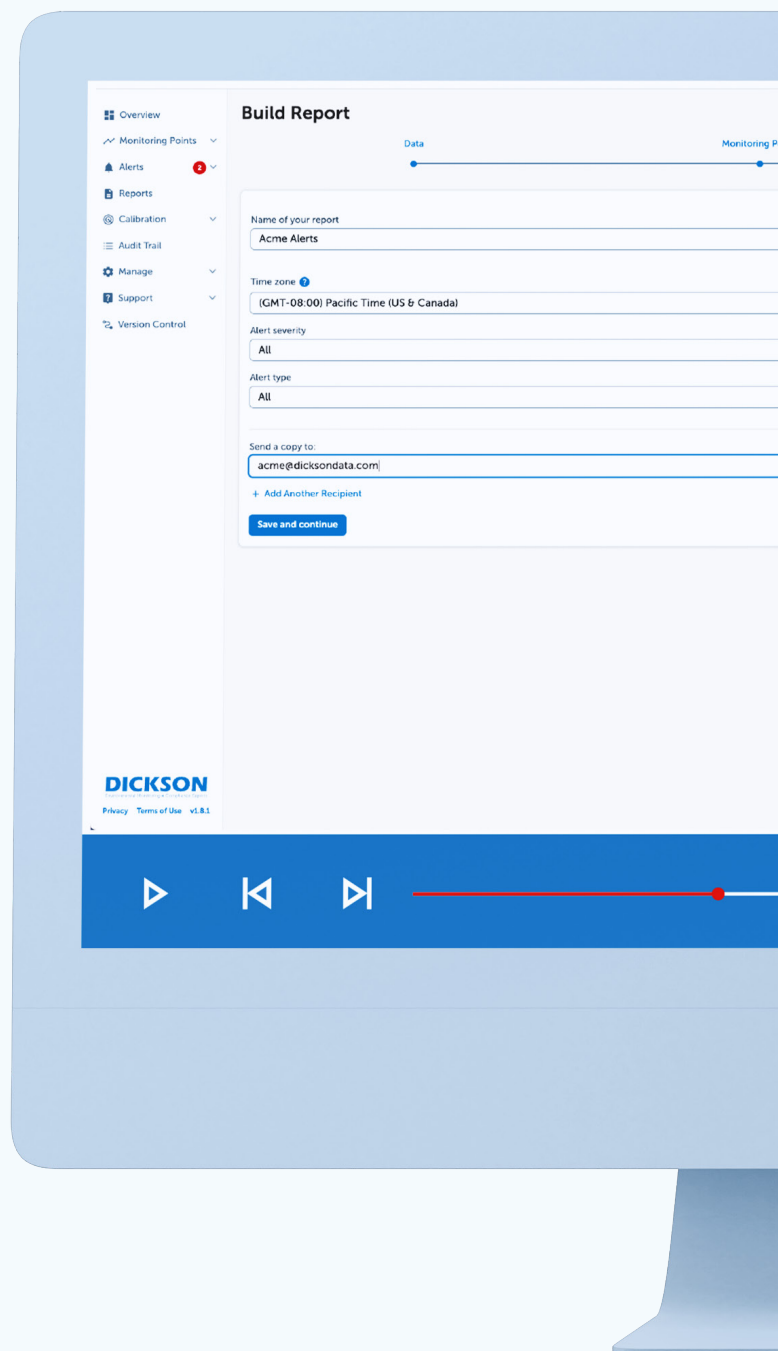 Overview
Monitoring Points
Alerts 2
Reports
Calibration
Audit Trail
Manage
Support
Version Control
DICKSON
Privacy Terms of Use v1.8.1
Build Report
Data
Monitoring P
Name of your report
Acme Alerts
Time zone ?
(GMT-08:00) Pacific Time (US & Canada)
Alert severity
All
Alert type
All
Send a copy to:
acme@dicksondata.com
+ Add Another Recipient
Save and continue